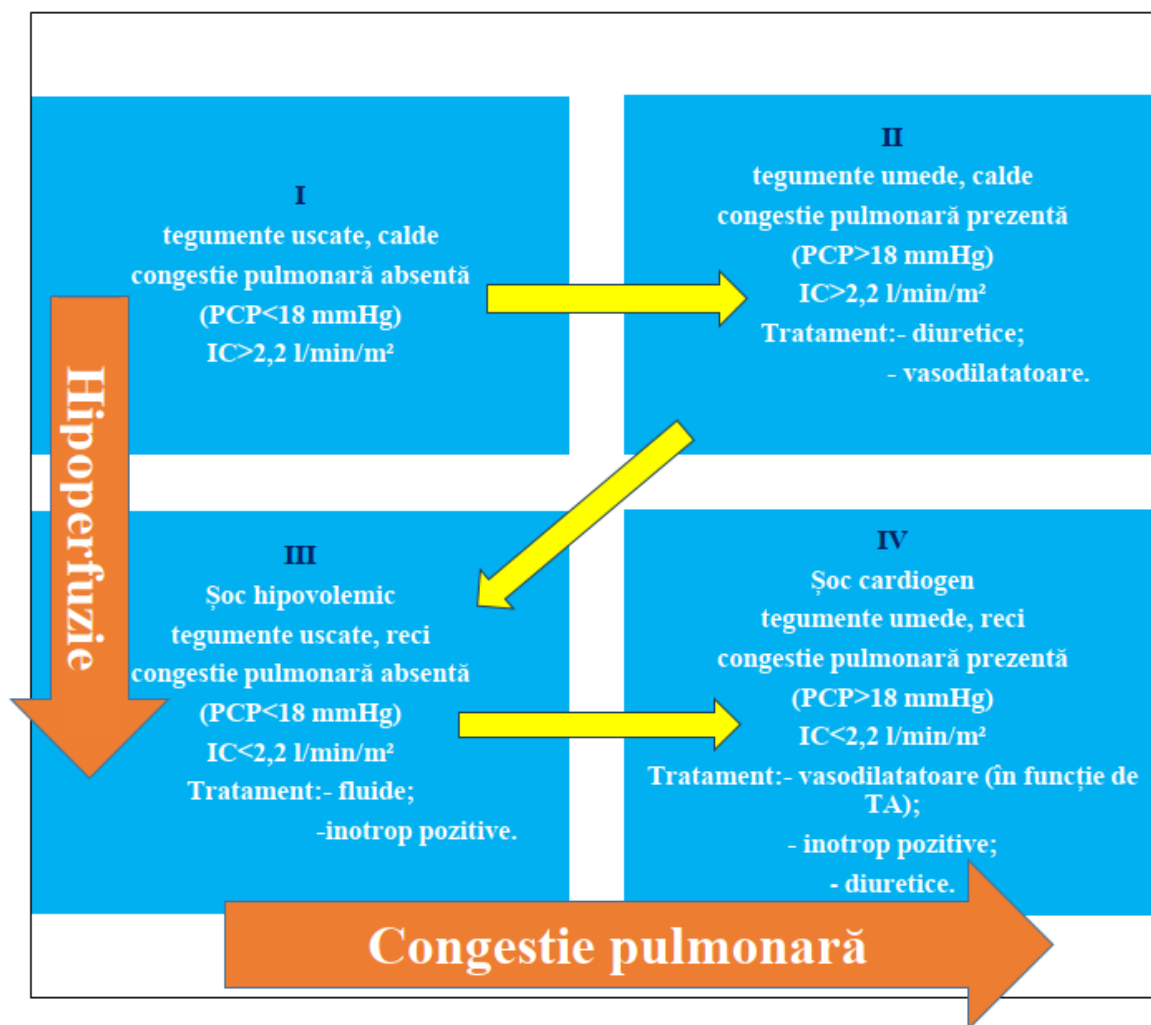 I
tegumente uscate, calde
congestie pulmonară absentă
(PCP<18 mmHg)
IC>2,2 l/min/m²
II
tegumente umede, calde
congestie pulmonară prezentă
(PCP>18 mmHg)
IC>2,2 l/min/m²
Tratament:- diuretice;
- vasodilatatoare.
Hipoperfuzie
III
Șoc hipovolemic
tegumente uscate, reci
congestie pulmonară absentă
(PCP<18 mmHg)
IC<2,2 l/min/m²
Tratament:- fluide;
-inotrop pozitive.
IV
Șoc cardiogen
tegumente umede, reci
congestie pulmonară prezentă
(PCP>18 mmHg)
IC<2,2 l/min/m²
Tratament:- vasodilatatoare (în funcție de
TA);
- inotrop pozitive;
- diuretice.
Congestie pulmonară